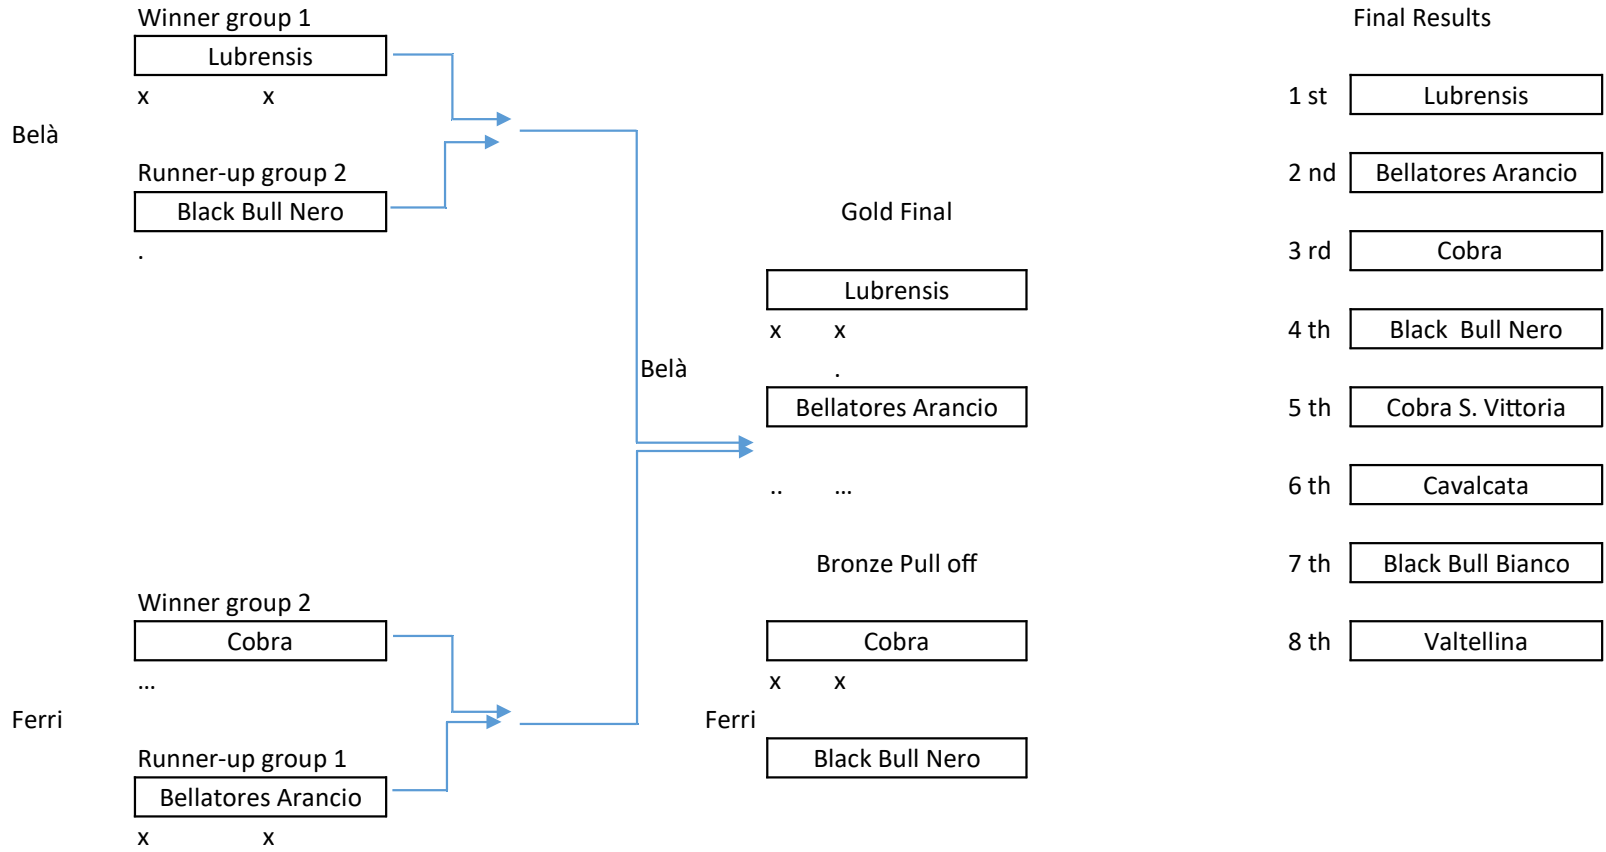 Winner group 1
Lubrensis
x x
Belà
Runner-up group 2
Black Bull Nero
.
Gold Final
Lubrensis
x x
Belà
.
Bellatores Arancio
.. ...
Bronze Pull off
Winner group 2
Cobra
...
Ferri
Runner-up group 1
Bellatores Arancio
x x
Cobra
x x
Ferri
Black Bull Nero
Final Results
1 st Lubrensis
2 nd Bellatores Arancio
3 rd Cobra
4 th Black  Bull Nero
5 th Cobra S. Vittoria
6 th Cavalcata
7 th Black Bull Bianco
8 th Valtellina